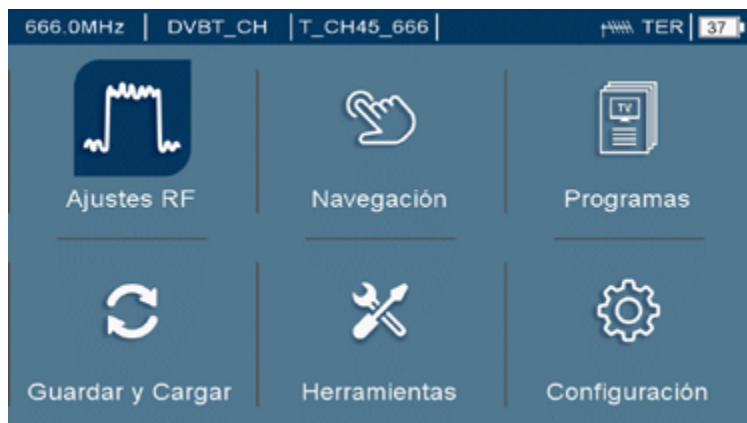 666.0MHz DVBT_CH T_CH45_666 TER 37
TV
Ajustes RF Navegación Programas
Guardar y Cargar Herramientas Configuración